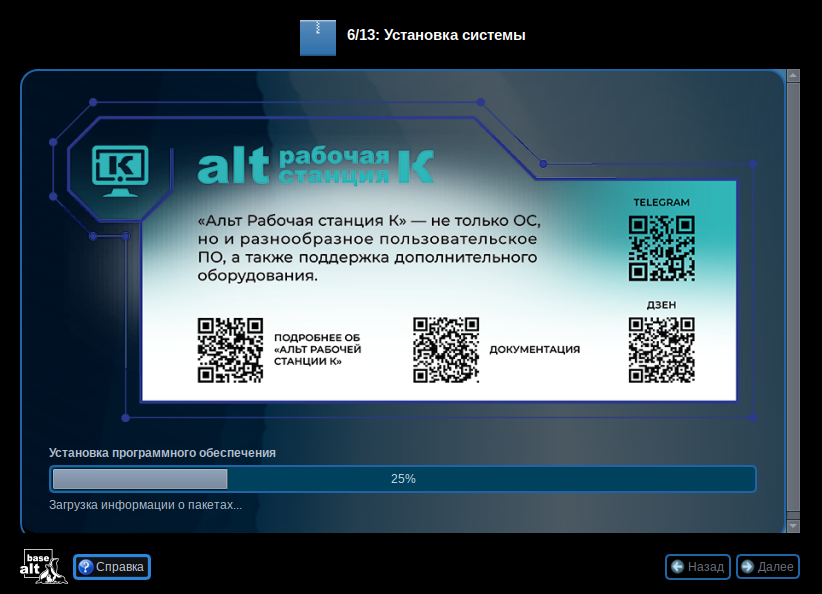 6/13: Установка системы
alt рабочая станция К
TELEGRAM
«Альт Рабочая станция К» — не только ОС,
но и разнообразное пользовательское
ПО, а также поддержка дополнительного
оборудования.
ДЗЕН
ПОДРОБНЕЕ ОБ
«АЛЬТ РАБОЧЕЙ
СТАНЦИИ К»
ДОКУМЕНТАЦИЯ
Установка программного обеспечения
25%
Загрузка информации о пакетах...
base
alt
Справка
Назад
Далее